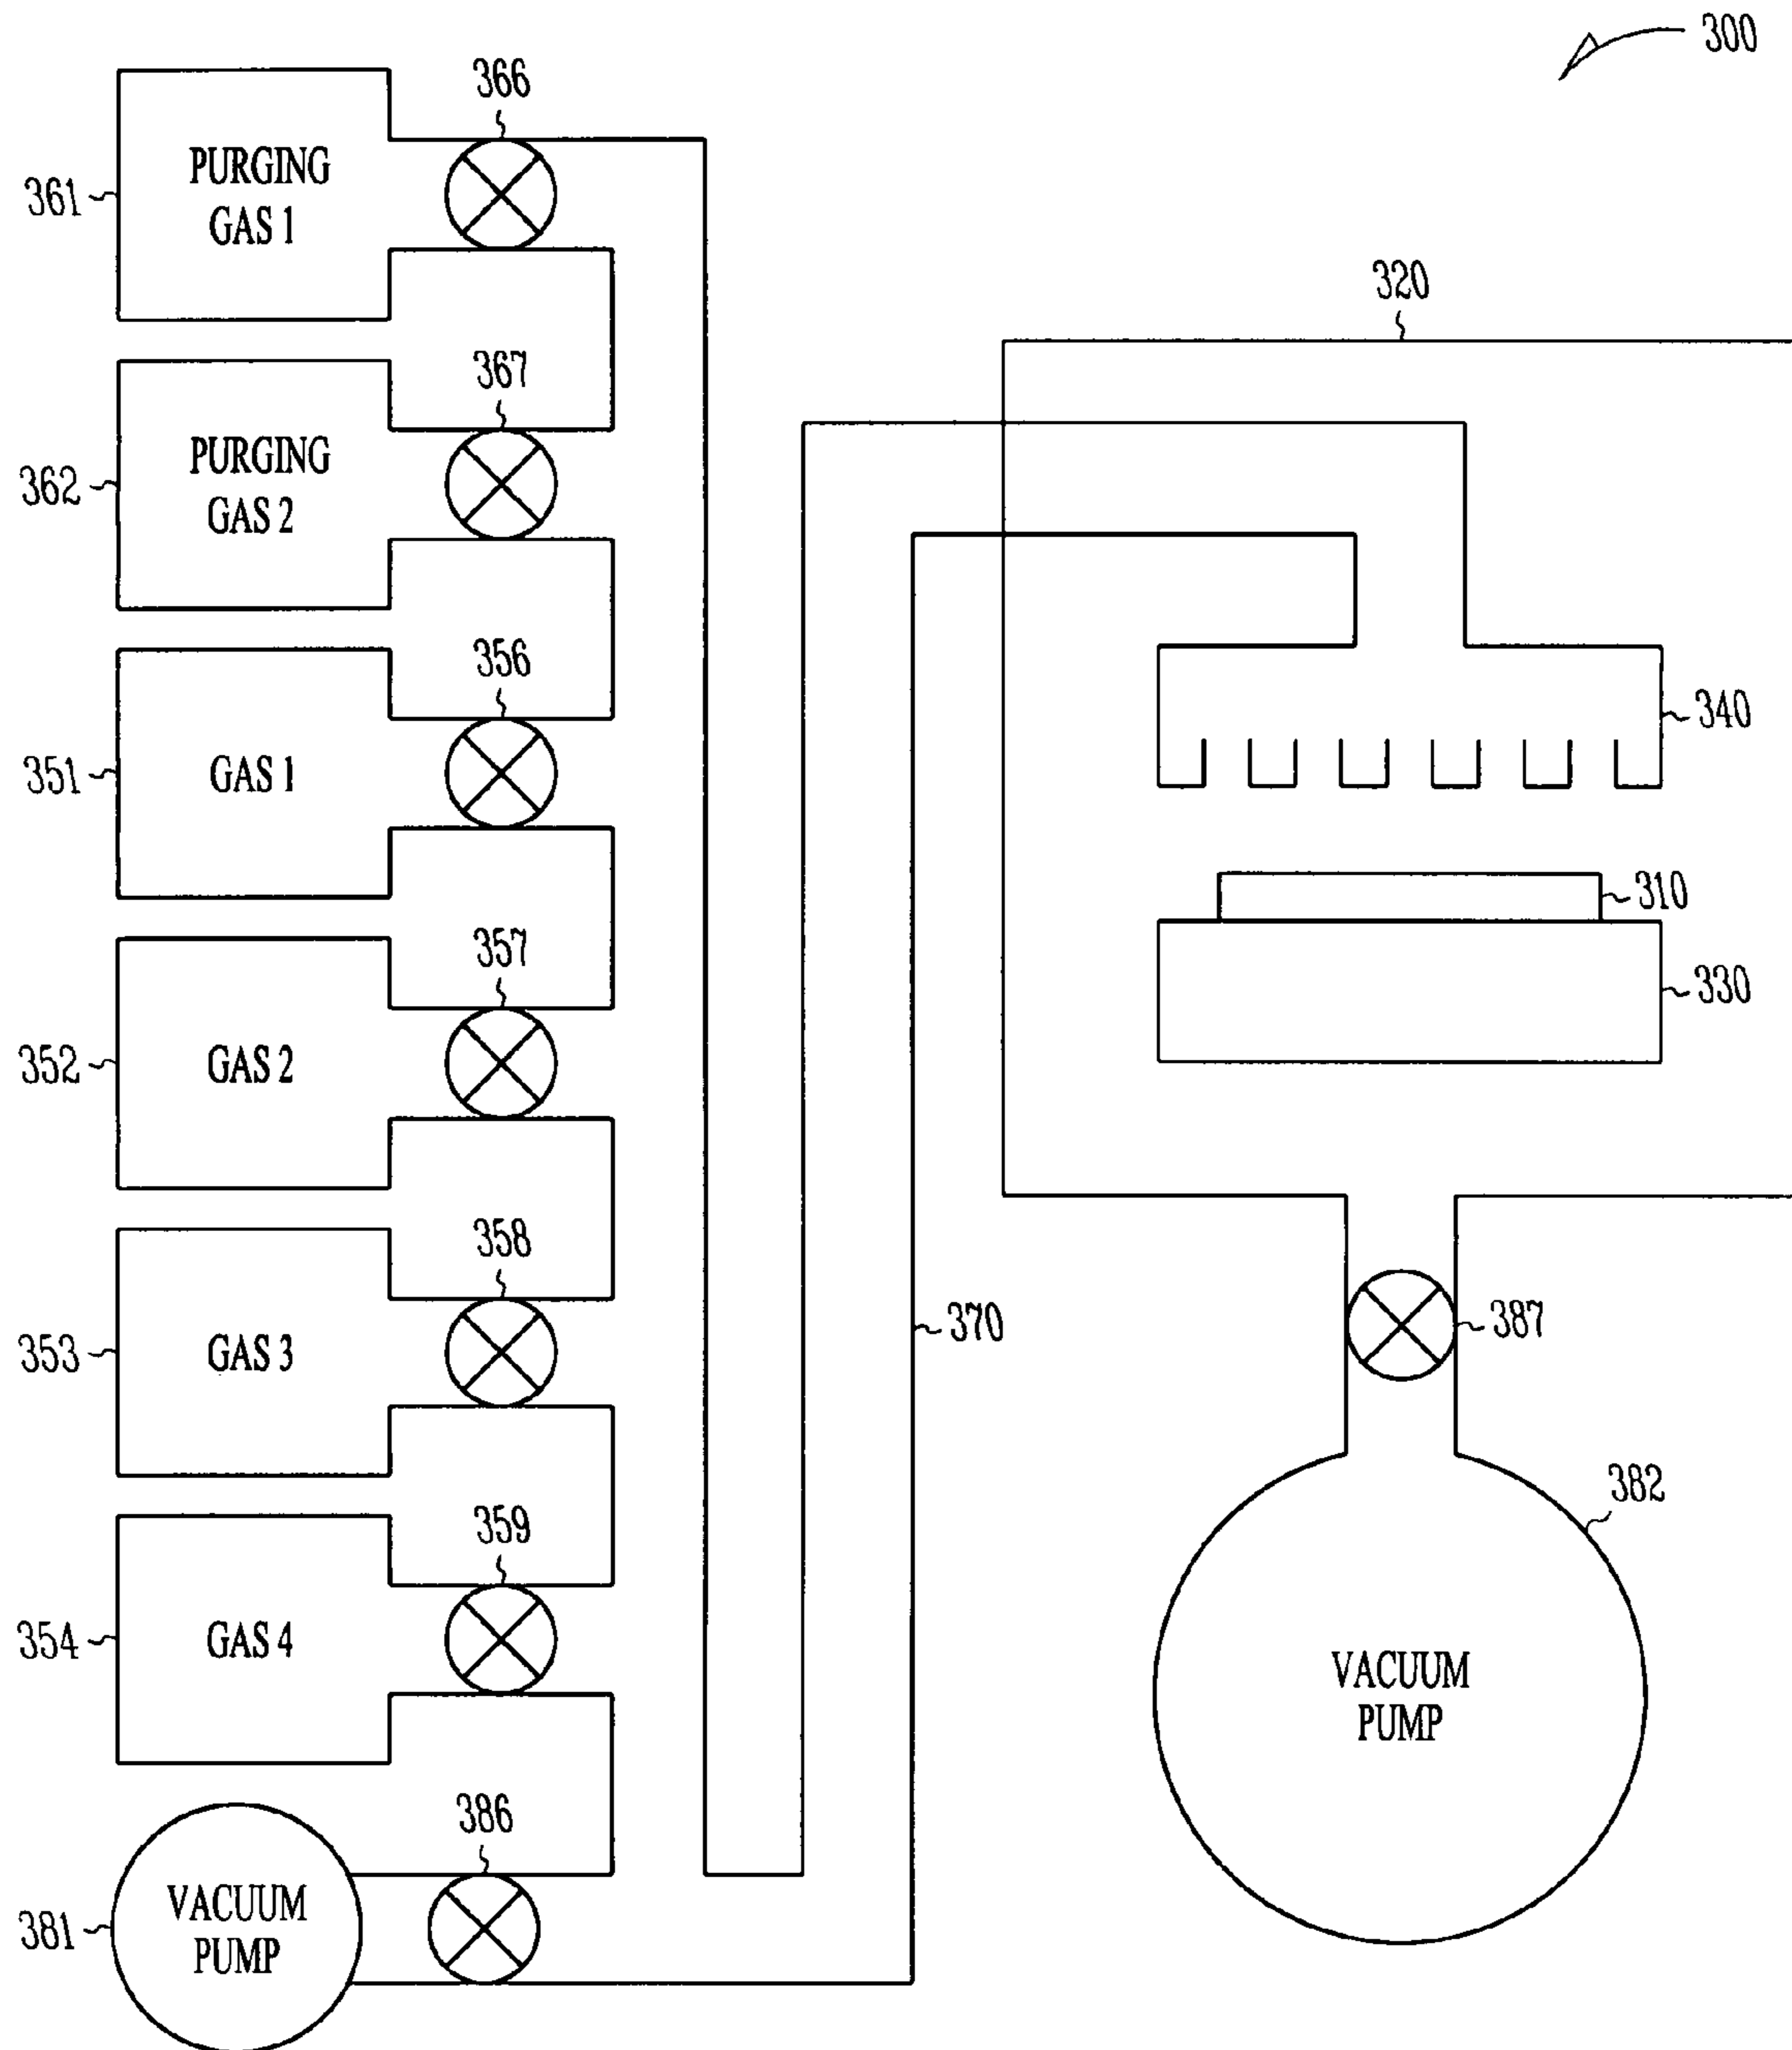 300
366
PURGING
GAS 1
361
320
367
PURGING
GAS 2
362
356
340
GAS 1
351
310
357
330
GAS 2
352
358
370
387
GAS 3
353
382
359
GAS 4
354
VACUUM
PUMP
386
VACUUM
PUMP
381